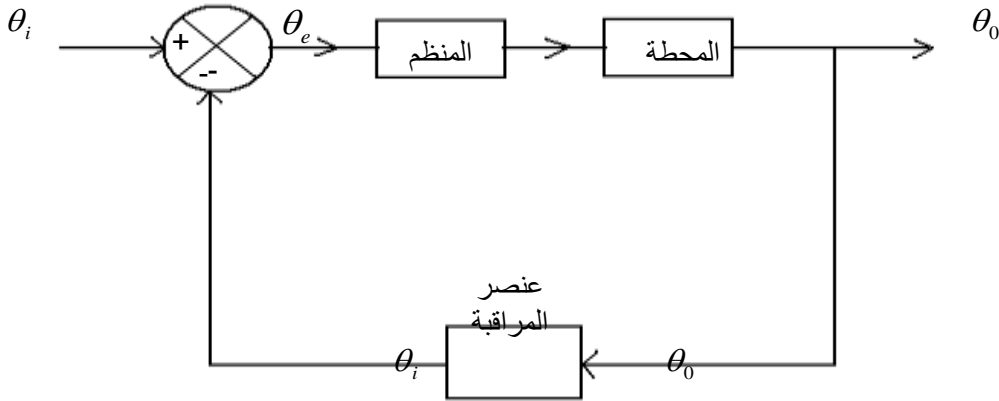 θi
θe
θ0
+
المنظم
المحطة
--
عنصر
المراقبة
θi
θ0